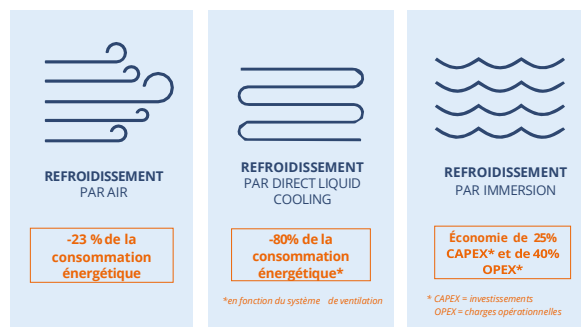 REFROIDISSEMENT
PAR AIR
-23 % de la
consommation
énergétique
REFROIDISSEMENT
PAR DIRECT LIQUID
COOLING
-80% de la
consommation
énergétique*
*en fonction du système de ventilation
REFROIDISSEMENT
PAR IMMERSION
Économie de 25%
CAPEX* et de 40%
OPEX*
* CAPEX = investissements
OPEX = charges opérationnelles